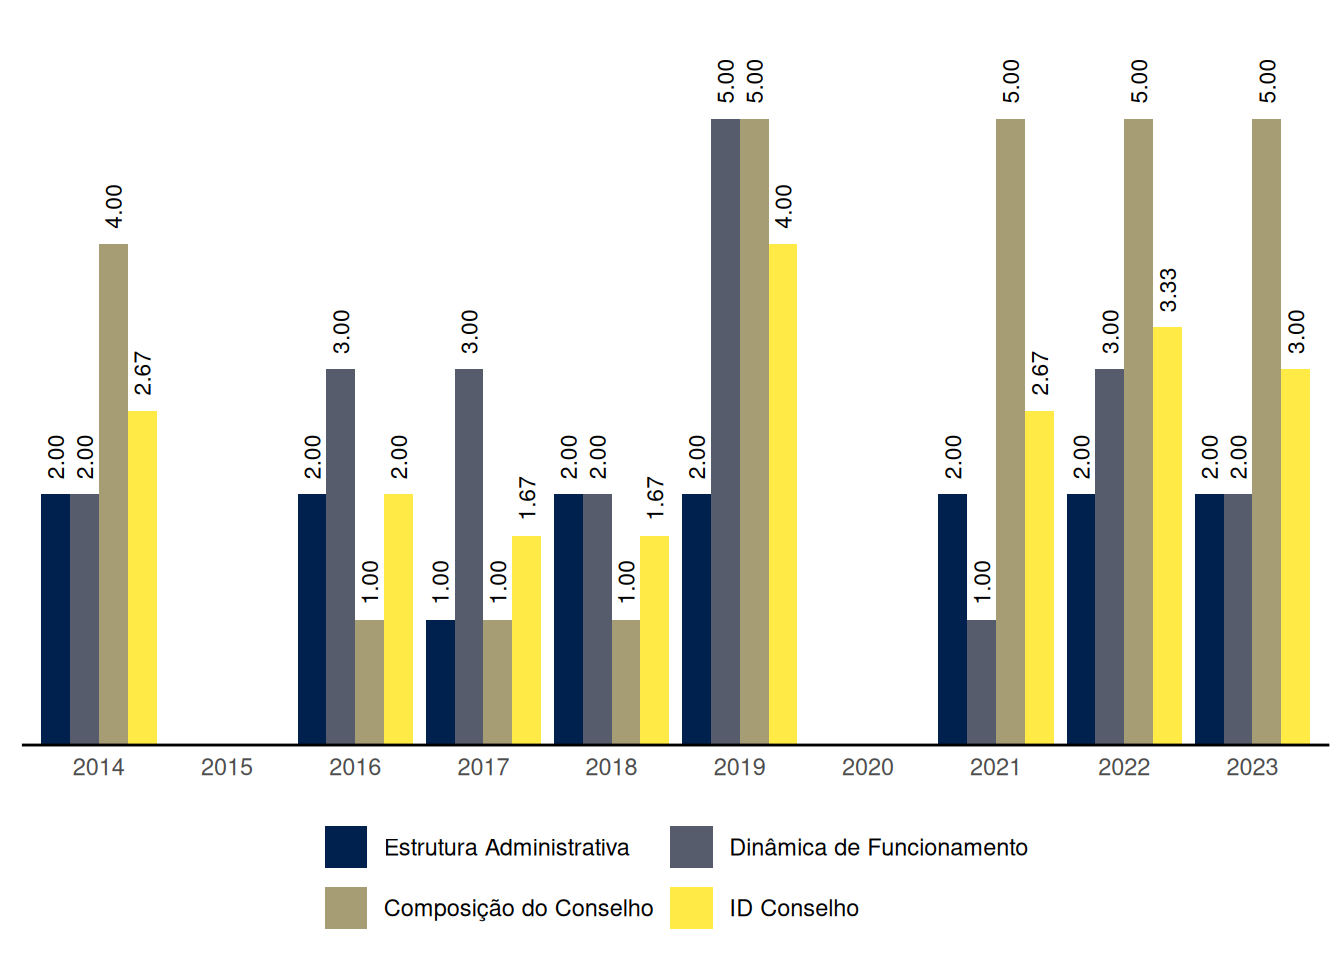 2.00 2.00 4.00 2.67
2.00 3.00 1.00 2.00
1.00 3.00 1.00 1.67
2.00 2.00 1.00 1.67
2.00 5.00 5.00 4.00
2.00 1.00 5.00 2.67
2.00 3.00 5.00 3.33
2.00 2.00 5.00 3.00
2014 2015 2016 2017 2018 2019 2020 2021 2022 2023
Estrutura Administrativa Dinâmica de Funcionamento
Composição do Conselho ID Conselho